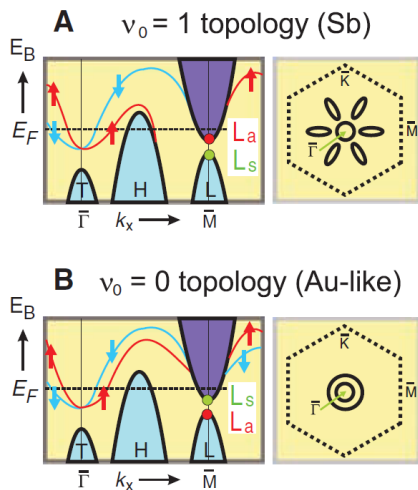 A ν₀ = 1 topology (Sb)
E_B
E_F
T H L
L_a
L_s
Γ̄ k_x M̄
K̄
M̄
Γ̄
B ν₀ = 0 topology (Au-like)
E_B
E_F
T H L
L_s
L_a
Γ̄ k_x M̄
K̄
M̄
Γ̄